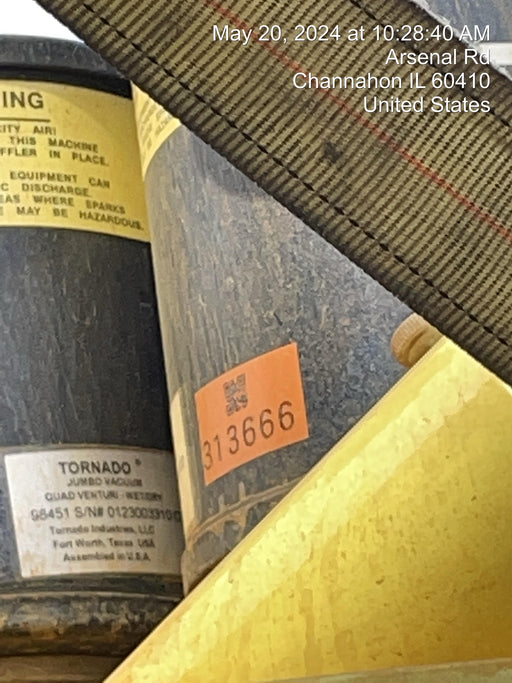 May 20, 2024 at 10:28:40 AM
Arsenal Rd
Channahon IL 60410
United States
ING
CITY AIR!
THIS MACHINE
FFLER IN PLACE.
EQUIPMENT CAN
C DISCHARGE.
EAS WHERE SPARKS
MAY BE HAZARDOUS.
313666
TORNADO®
JUMBO VACUUM
QUAD VENTURI - WET/DRY
98451 S/N#
Tornado Industries, LLC
Fort Worth, Texas USA
Assembled in U.S.A.